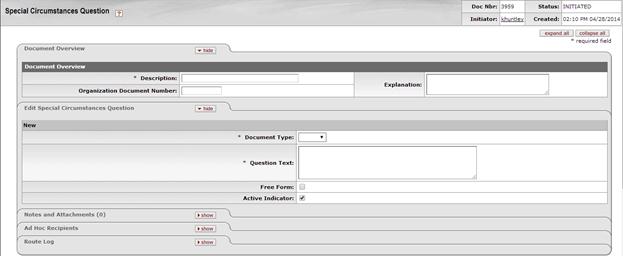 Special Circumstances Question ?
Doc Nbr: 3959 Status: INITIATED
Initiator: khuntley Created: 02:10 PM 04/28/2014
expand all collapse all
* required field
Document Overview hide
Document Overview
* Description: Explanation:
Organization Document Number:
Edit Special Circumstances Question hide
New
* Document Type:
* Question Text:
Free Form:
Active Indicator:
Notes and Attachments (0) show
Ad Hoc Recipients show
Route Log show